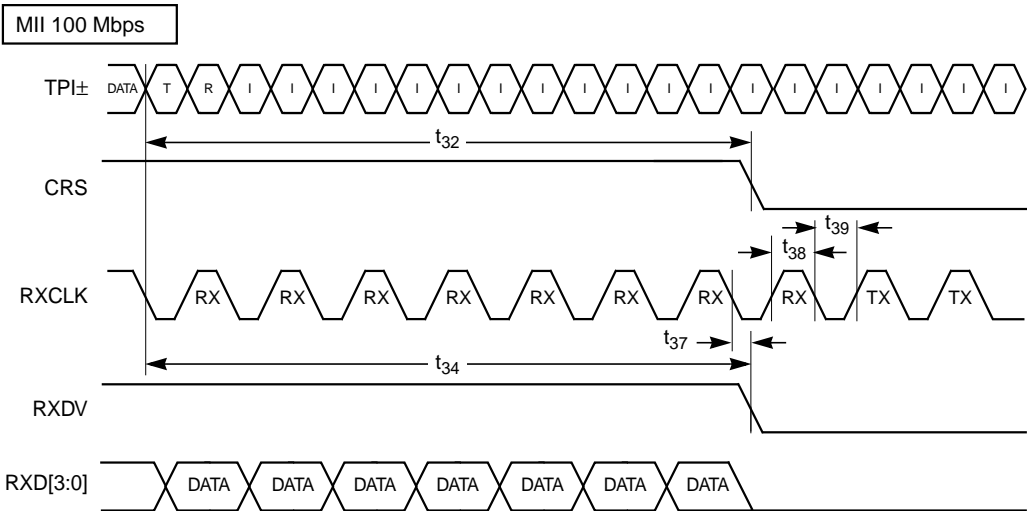 MII 100 Mbps
TPI± DATA T R I I I I I I I I I I I I I I I I I I I
t32
CRS
t39
t38
RXCLK RX RX RX RX RX RX RX RX TX TX
t37
t34
RXDV
RXD[3:0] DATA DATA DATA DATA DATA DATA DATA